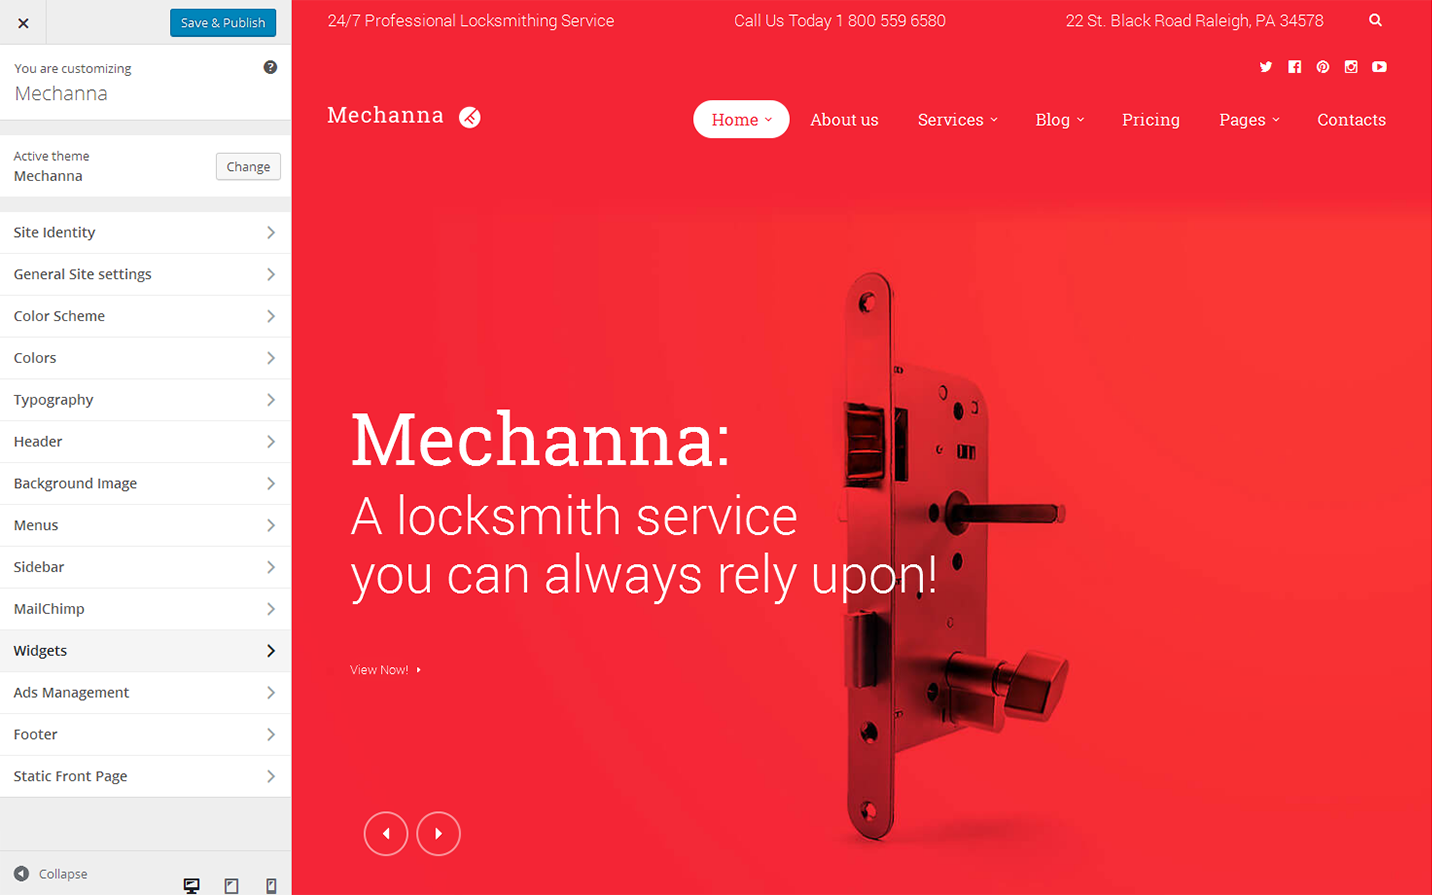 Save & Publish
You are customizing
Mechanna
Active theme
Mechanna
Change
Site Identity
General Site settings
Color Scheme
Colors
Typography
Header
Background Image
Menus
Sidebar
MailChimp
Widgets
Ads Management
Footer
Static Front Page
Collapse
24/7 Professional Locksmithing Service
Call Us Today 1 800 559 6580
22 St. Black Road Raleigh, PA 34578
Mechanna
Home
About us
Services
Blog
Pricing
Pages
Contacts
Mechanna:
A locksmith service
you can always rely upon!
View Now!